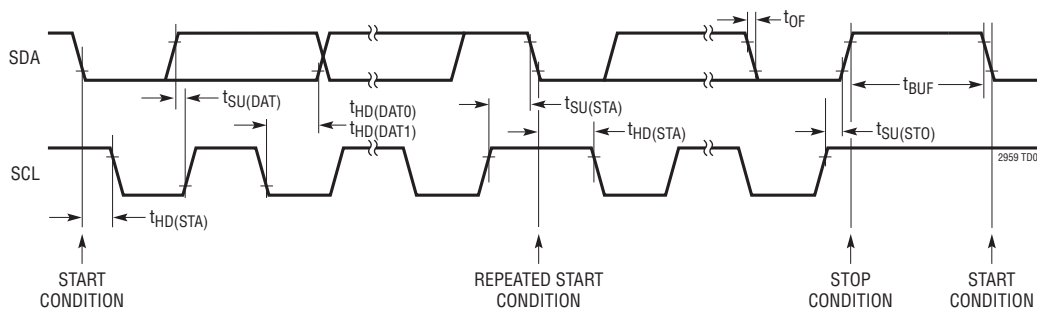 tOF
SDA
tSU(DAT)
tHD(DAT0)
tHD(DAT1)
tSU(STA)
tHD(STA)
tBUF
tSU(STO)
2959 TD0
SCL
tHD(STA)
START
CONDITION
REPEATED START
CONDITION
STOP
CONDITION
START
CONDITION